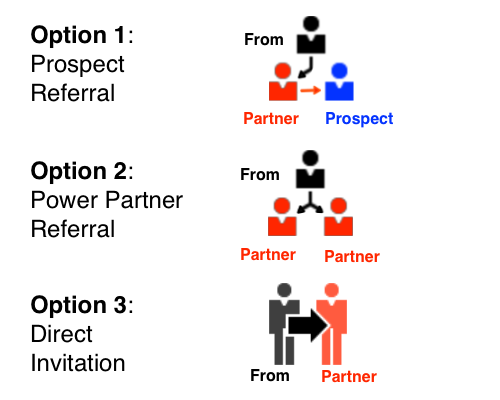 Option 1:
Prospect
Referral
From
Partner
Prospect
Option 2:
Power Partner
Referral
From
Partner
Partner
Option 3:
Direct
Invitation
From
Partner